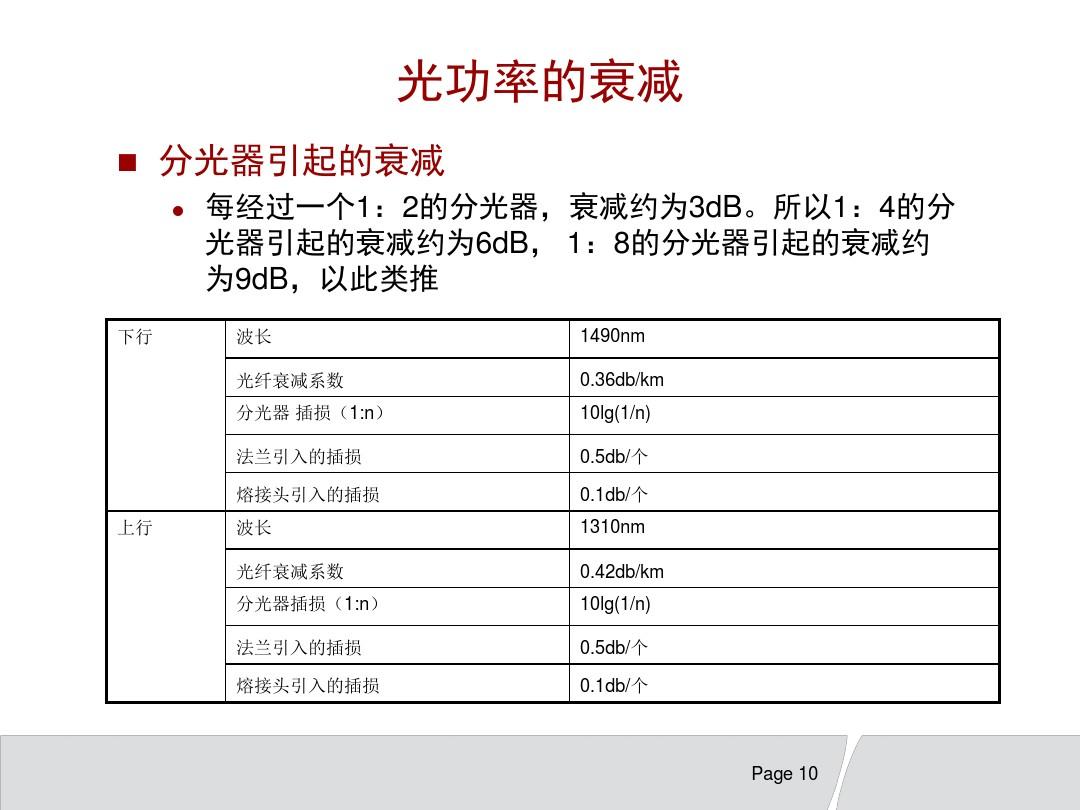 光功率的衰减
分光器引起的衰减
每经过一个1：2的分光器，衰减约为3dB。所以1：4的分
光器引起的衰减约为6dB， 1：8的分光器引起的衰减约
为9dB，以此类推
下行 波长 1490nm
光纤衰减系数 0.36db/km
分光器 插损（1:n） 10lg(1/n)
法兰引入的插损 0.5db/个
熔接头引入的插损 0.1db/个
上行 波长 1310nm
光纤衰减系数 0.42db/km
分光器插损（1:n） 10lg(1/n)
法兰引入的插损 0.5db/个
熔接头引入的插损 0.1db/个
Page 10